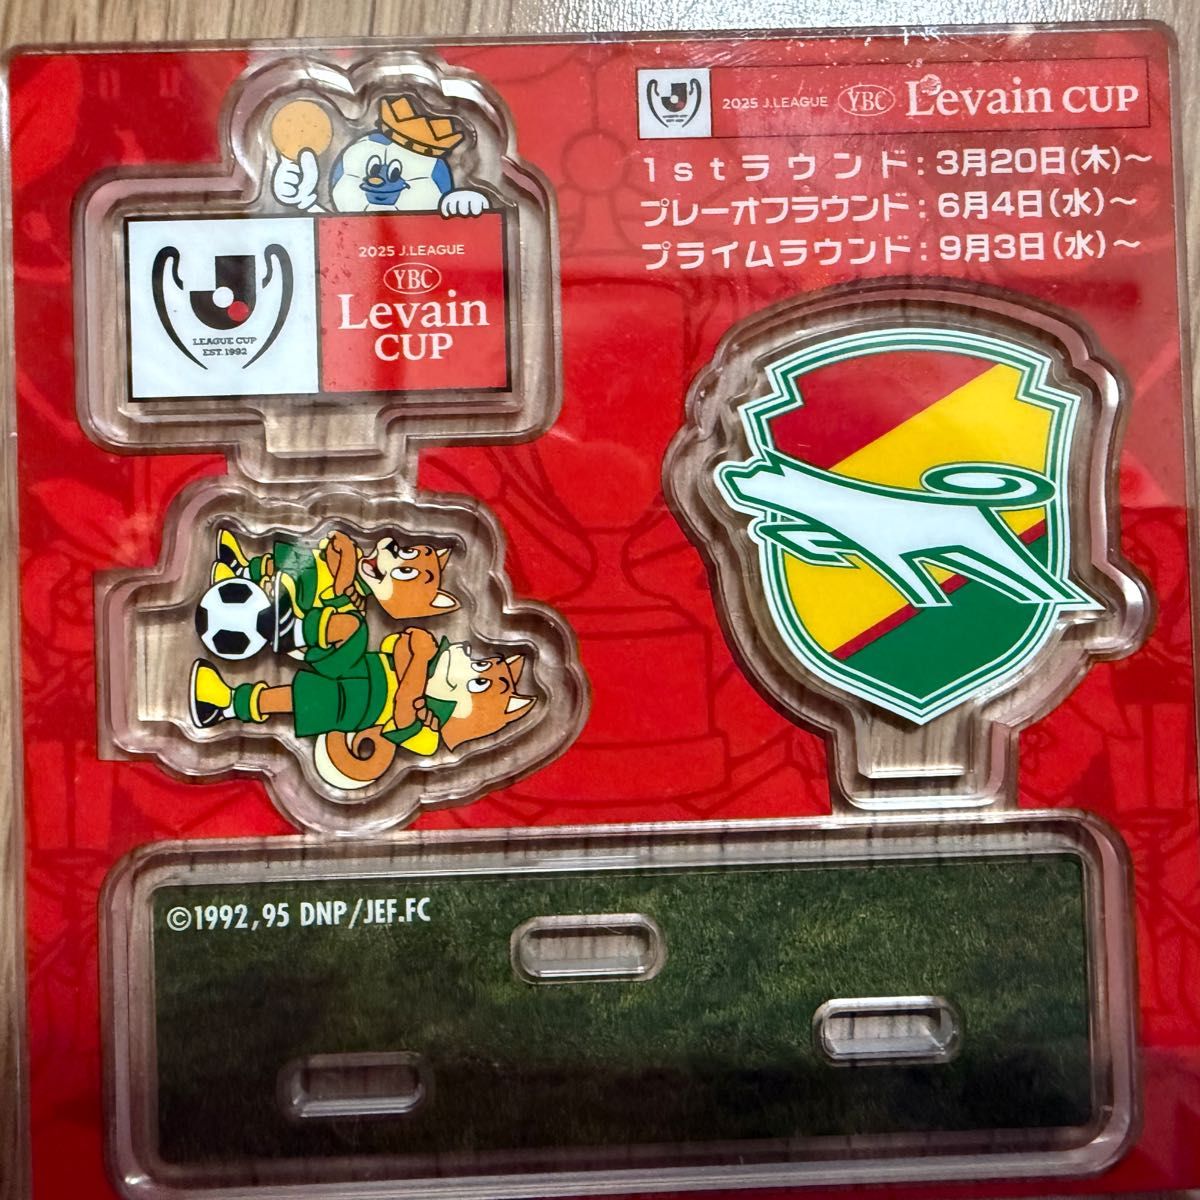 2025 J.LEAGUE YBC Levain CUP
1stラウンド:3月20日(木)~
プレーオフラウンド:6月4日(水)~
プライムラウンド:9月3日(水)~
LEAGUE CUP
EST.1992
2025 J.LEAGUE
YBC
Levain
CUP
©1992,95 DNP/JEF.FC